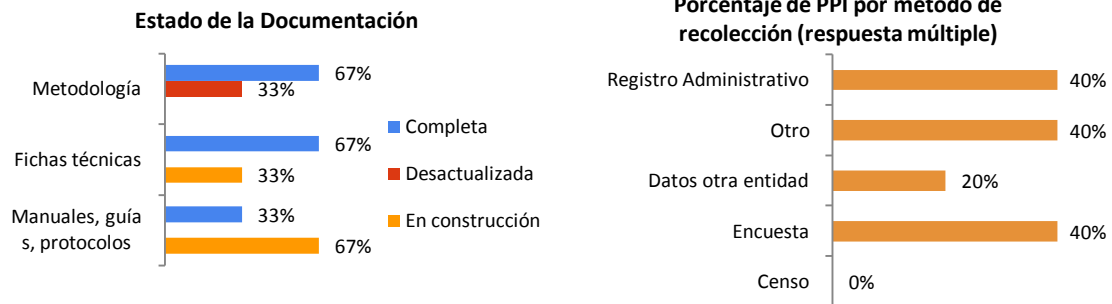 Estado de la Documentación
Metodología
67%
33%
Fichas técnicas
67%
33%
Manuales, guía
s, protocolos
33%
67%
Completa
Desactualizada
En construcción
Porcentaje de PPI por método de
recolección (respuesta múltiple)
Registro Administrativo
40%
Otro
40%
Datos otra entidad
20%
Encuesta
40%
Censo
0%